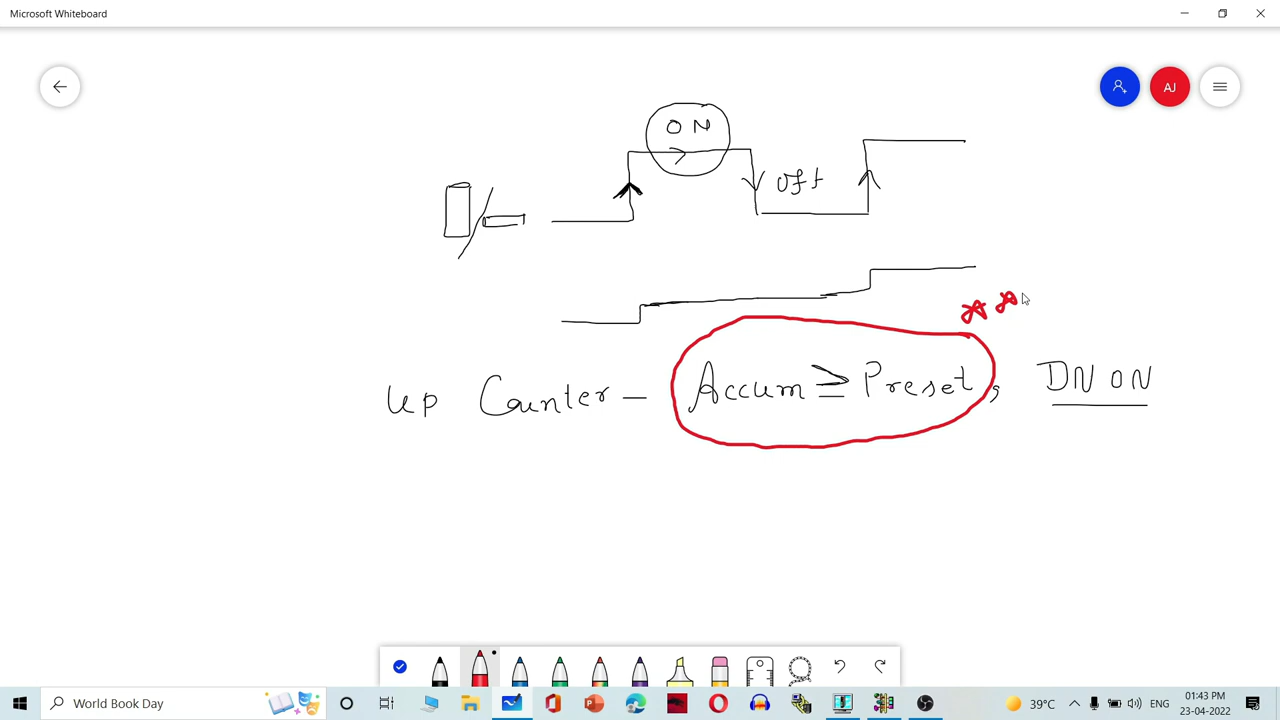 Microsoft Whiteboard
AJ
ON
Off
Up Counter - Accum ≥ Preset, DN ON
World Book Day
39°C
ENG
01:43 PM
23-04-2022